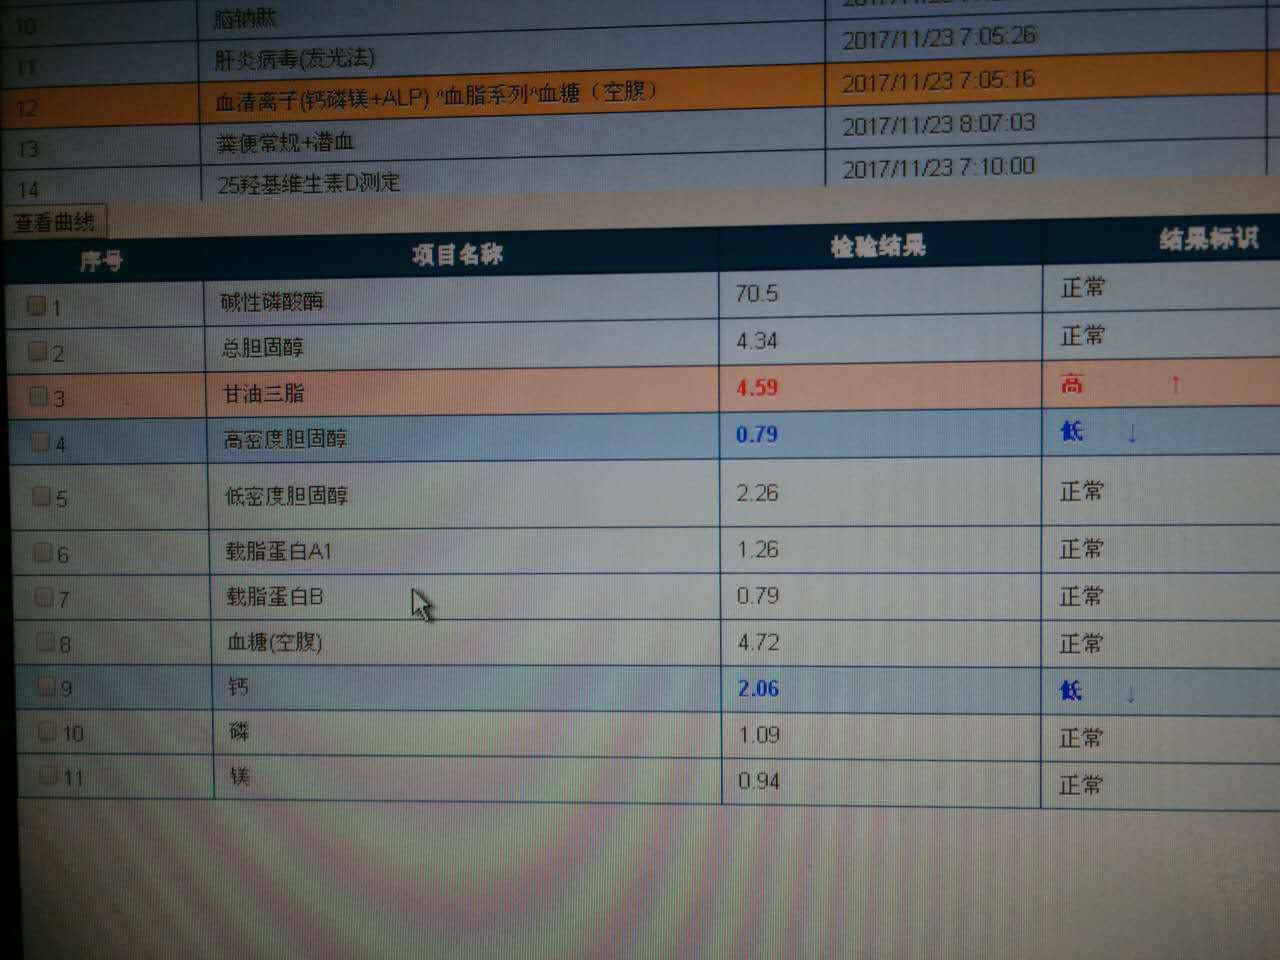 10 脑钠肽
11 肝炎病毒(发光法) 2017/11/23 7:05:26
12 血清离子(钙磷镁+ALP) ^血脂系列^血糖（空腹） 2017/11/23 7:05:16
13 粪便常规+潜血 2017/11/23 8:07:03
14 25羟基维生素D测定 2017/11/23 7:10:00
查看曲线
序号 项目名称 检验结果 结果标识
1 碱性磷酸酶 70.5 正常
2 总胆固醇 4.34 正常
3 甘油三脂 4.59 高 ↑
4 高密度胆固醇 0.79 低 ↓
5 低密度胆固醇 2.26 正常
6 载脂蛋白A1 1.26 正常
7 载脂蛋白B 0.79 正常
8 血糖(空腹) 4.72 正常
9 钙 2.06 低 ↓
10 磷 1.09 正常
11 镁 0.94 正常